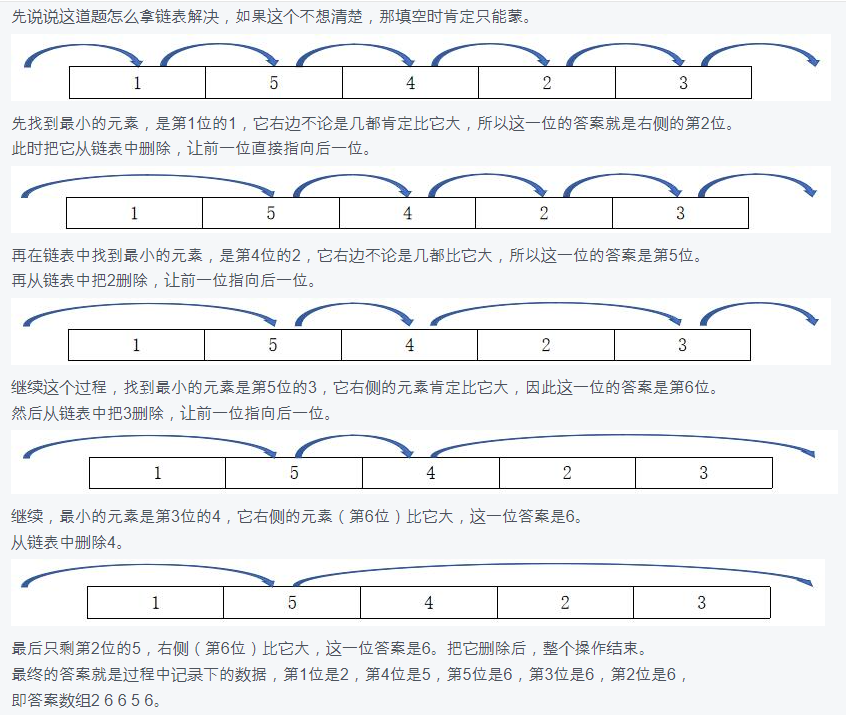 先说说这道题怎么拿链表解决，如果这个不想清楚，那填空时肯定只能蒙。
1 5 4 2 3
先找到最小的元素，是第1位的1，它右边不论是几都肯定比它大，所以这一位的答案就是右侧的第2位。
此时把它从链表中删除，让前一位直接指向后一位。
1 5 4 2 3
再在链表中找到最小的元素，是第4位的2，它右边不论是几都比它大，所以这一位的答案是第5位。
再从链表中把2删除，让前一位指向后一位。
1 5 4 2 3
继续这个过程，找到最小的元素是第5位的3，它右侧的元素肯定比它大，因此这一位的答案是第6位。
然后从链表中把3删除，让前一位指向后一位。
1 5 4 2 3
继续，最小的元素是第3位的4，它右侧的元素（第6位）比它大，这一位答案是6。
从链表中删除4。
1 5 4 2 3
最后只剩第2位的5，右侧（第6位）比它大，这一位答案是6。把它删除后，整个操作结束。
最终的答案就是过程中记录下的数据，第1位是2，第4位是5，第5位是6，第3位是6，第2位是6，
即答案数组2 6 6 5 6。